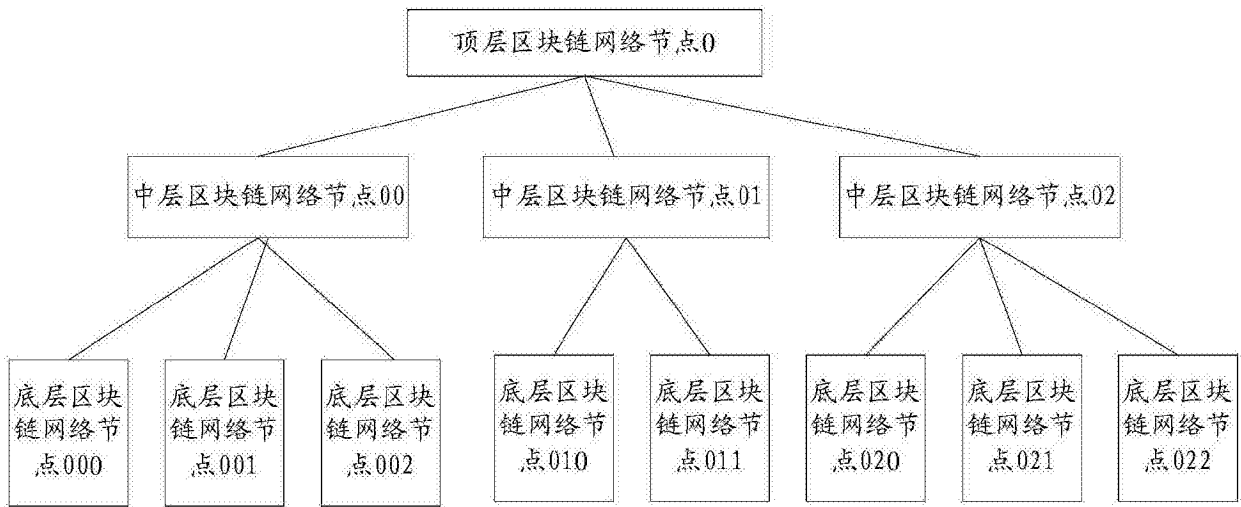 顶层区块链网络节点0
中层区块链网络节点00
中层区块链网络节点01
中层区块链网络节点02
底层区块
链网络节
点000
底层区块
链网络节
点001
底层区块
链网络节
点002
底层区块
链网络节
点010
底层区块
链网络节
点011
底层区块
链网络节
点020
底层区块
链网络节
点021
底层区块
链网络节
点022